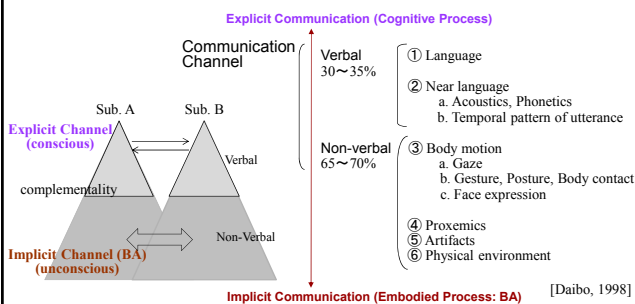 Explicit Communication (Cognitive Process)
Communication
Channel
Verbal
30〜35%
① Language
② Near language
a. Acoustics, Phonetics
b. Temporal pattern of utterance
Sub. A
Sub. B
Explicit Channel
(conscious)
Verbal
Non-verbal
65〜70%
③ Body motion
a. Gaze
b. Gesture, Posture, Body contact
c. Face expression
complementality
④ Proxemics
⑤ Artifacts
⑥ Physical environment
Non-Verbal
Implicit Channel (BA)
(unconscious)
[Daibo, 1998]
Implicit Communication (Embodied Process: BA)